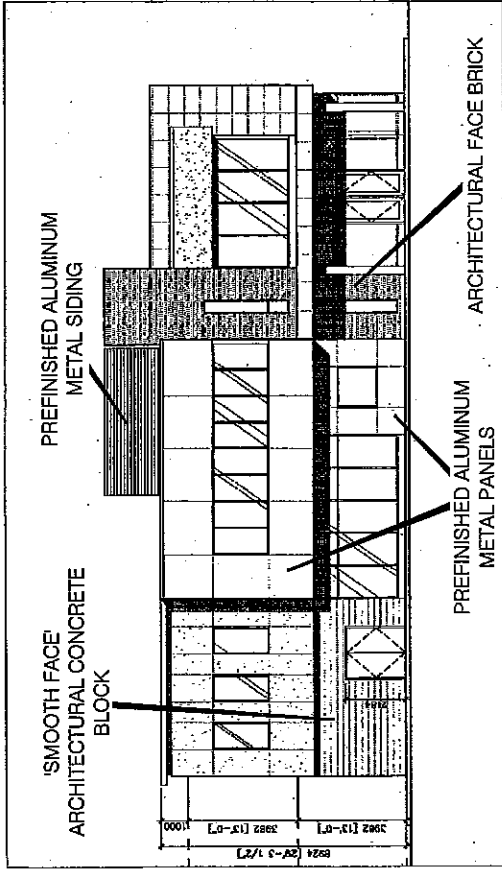 PREFINISHED ALUMINUM
METAL SIDING
'SMOOTH FACE'
ARCHITECTURAL CONCRETE
BLOCK
1000
3962 [13'-0"]
3962 [13'-0"]
8924 [29'-3 1/2"]
2184
ARCHITECTURAL FACE BRICK
PREFINISHED ALUMINUM
METAL PANELS